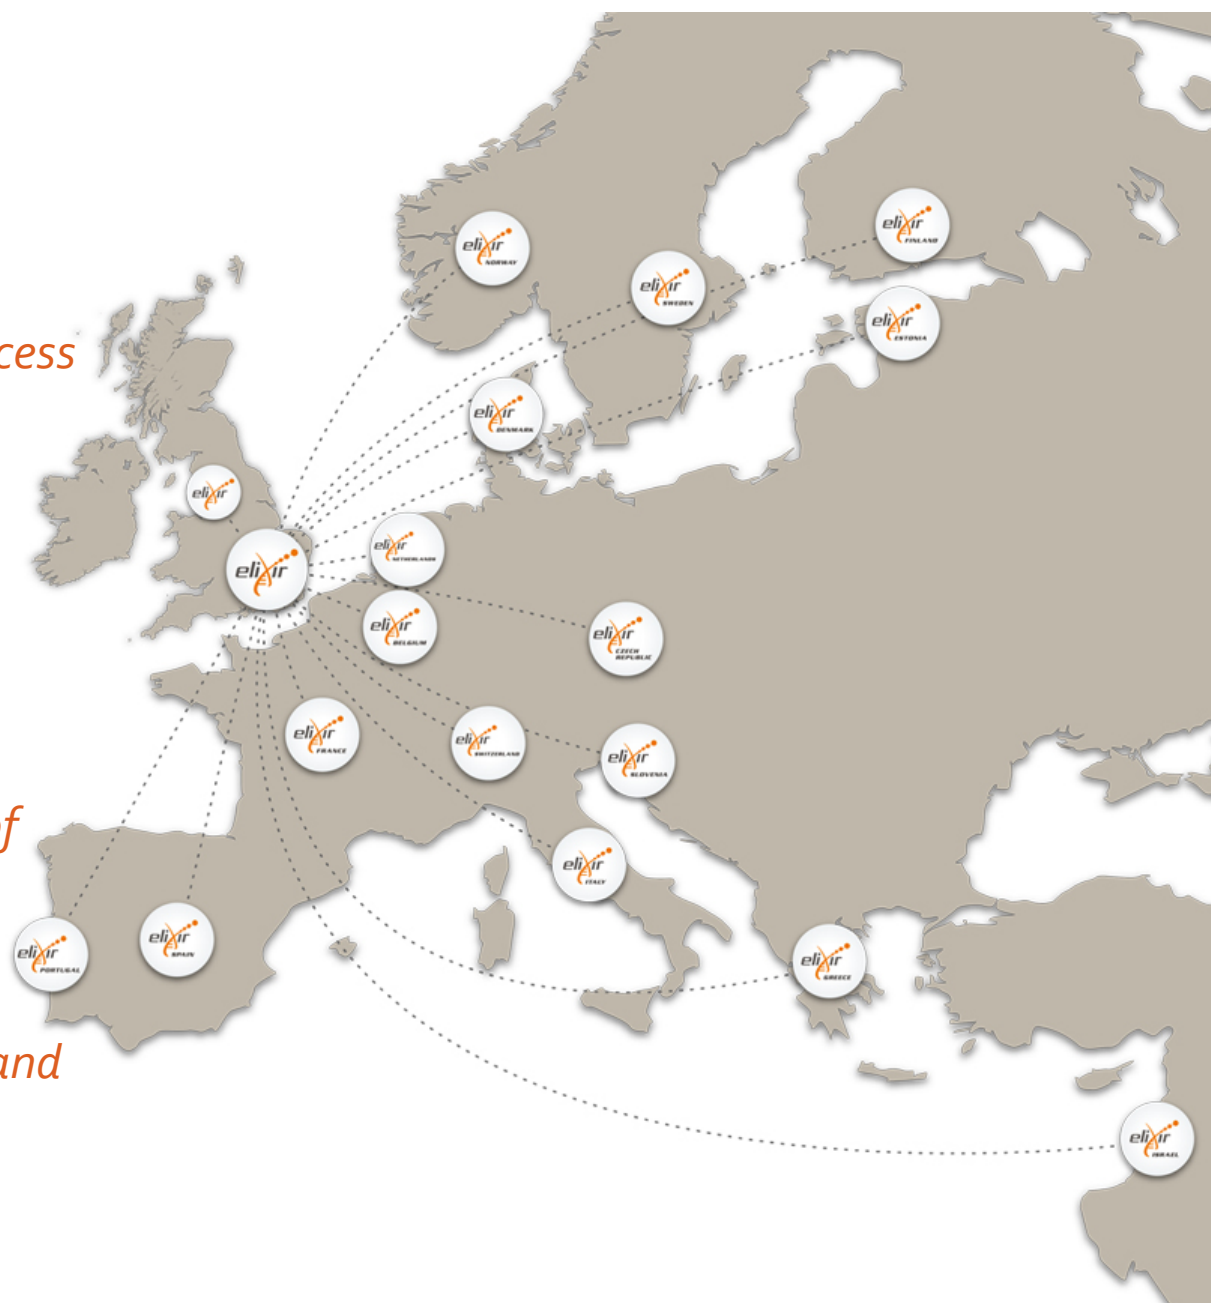 elixir
NORWAY
elixir
FINLAND
elixir
SWEDEN
elixir
ESTONIA
cess
elixir
DENMARK
elixir
elixir
NETHERLANDS
elixir
elixir
BELGIUM
elixir
CZECH
REPUBLIC
elixir
FRANCE
elixir
SWITZERLAND
elixir
SLOVENIA
of
elixir
ITALY
elixir
PORTUGAL
elixir
SPAIN
elixir
GREECE
and
elixir
ISRAEL